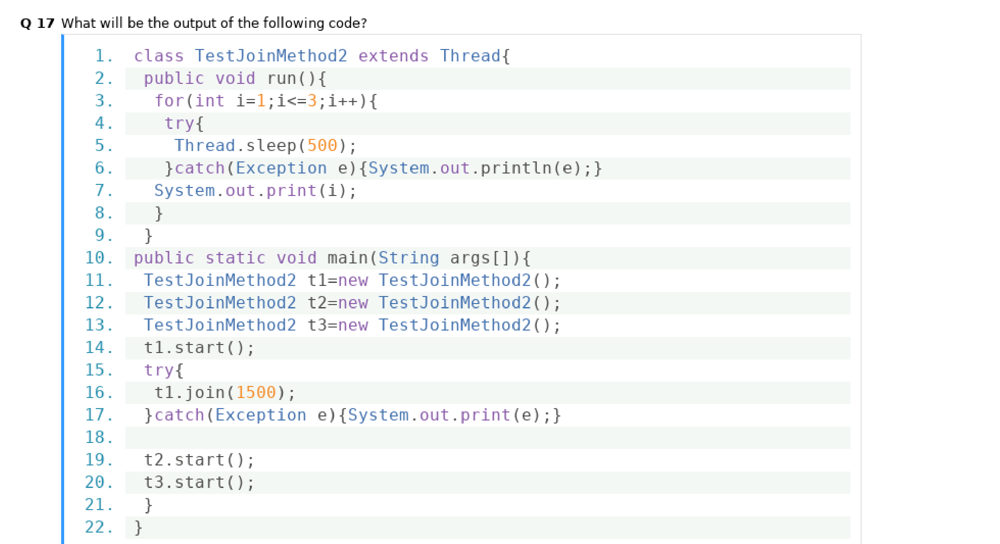 Q 17 What will be the output of the following code?
1. class TestJoinMethod2 extends Thread{
2. public void run(){
3. for(int i=1;i<=3;i++){
4. try{
5. Thread.sleep(500);
6. }catch(Exception e){System.out.println(e);}
7. System.out.print(i);
8. }
9. }
10. public static void main(String args[]){
11. TestJoinMethod2 t1=new TestJoinMethod2();
12. TestJoinMethod2 t2=new TestJoinMethod2();
13. TestJoinMethod2 t3=new TestJoinMethod2();
14. t1.start();
15. try{
16. t1.join(1500);
17. }catch(Exception e){System.out.print(e);}
18.
19. t2.start();
20. t3.start();
21. }
22. }